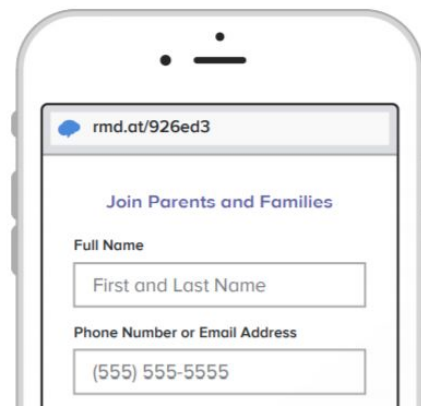 rmd.at/926ed3
Join Parents and Families
Full Name
First and Last Name
Phone Number or Email Address
(555) 555-5555